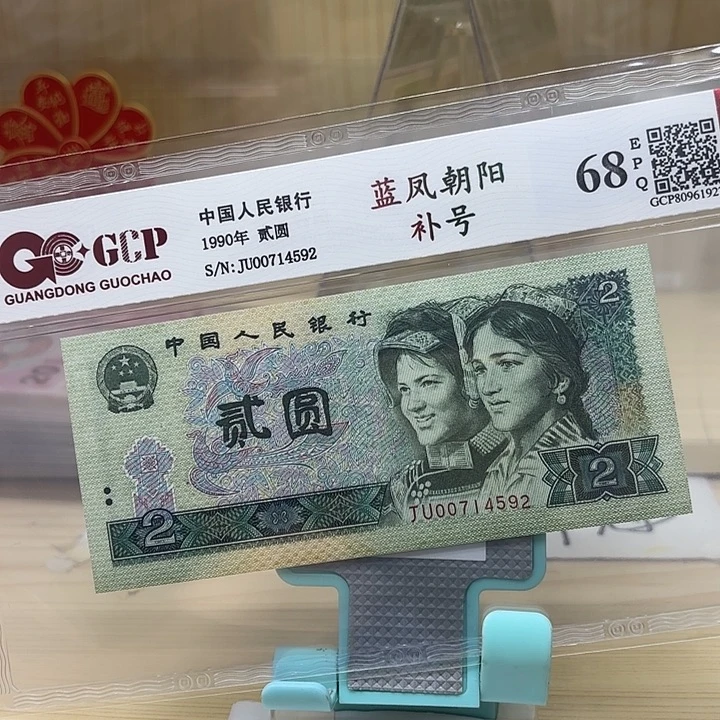 中国人民银行
1990年 贰圆
S/N:JU00714592
蓝凤朝阳
补号
68
EPQ
GCP
GUANGDONG GUOCHAO
中国人民银行
贰圆
2
2
2
JU00714592